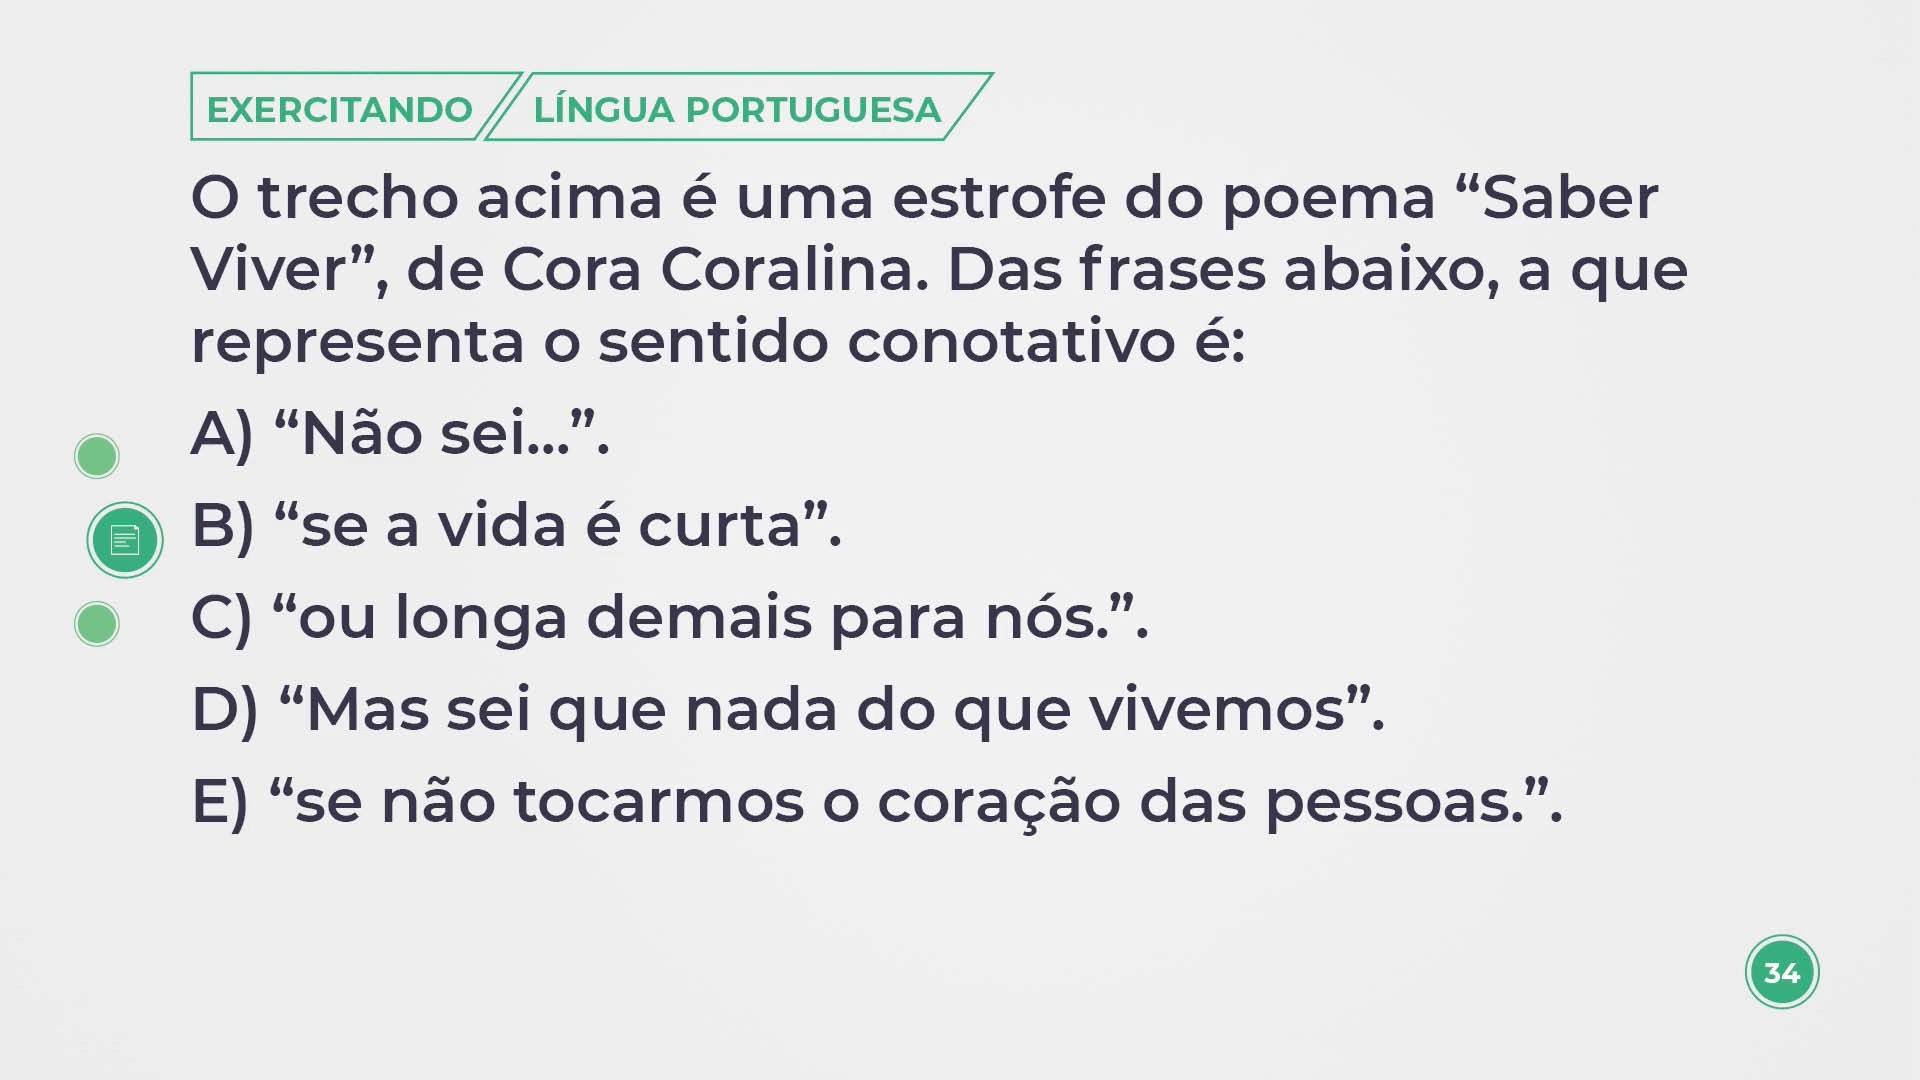 EXERCITANDO LÍNGUA PORTUGUESA
O trecho acima é uma estrofe do poema “Saber
Viver”, de Cora Coralina. Das frases abaixo, a que
representa o sentido conotativo é:
A) “Não sei...”.
B) “se a vida é curta”.
C) “ou longa demais para nós.”.
D) “Mas sei que nada do que vivemos”.
E) “se não tocarmos o coração das pessoas.”.
34